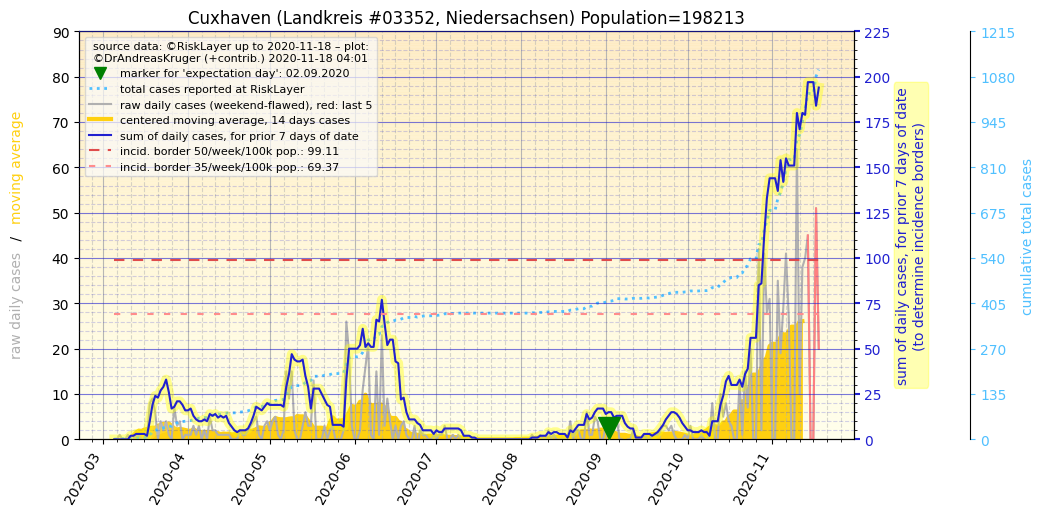 Cuxhaven (Landkreis #03352, Niedersachsen) Population=198213
source data: ©RiskLayer up to 2020-11-18 – plot:
©DrAndreasKruger (+contrib.) 2020-11-18 04:01
marker for 'expectation day': 02.09.2020
total cases reported at RiskLayer
raw daily cases (weekend-flawed), red: last 5
centered moving average, 14 days cases
sum of daily cases, for prior 7 days of date
incid. border 50/week/100k pop.: 99.11
incid. border 35/week/100k pop.: 69.37
raw daily cases / moving average
90
80
70
60
50
40
30
20
10
0
2020-03
2020-04
2020-05
2020-06
2020-07
2020-08
2020-09
2020-10
2020-11
225
200
175
150
125
100
75
50
25
0
sum of daily cases, for prior 7 days of date
(to determine incidence borders)
1215
1080
945
810
675
540
405
270
135
0
cumulative total cases